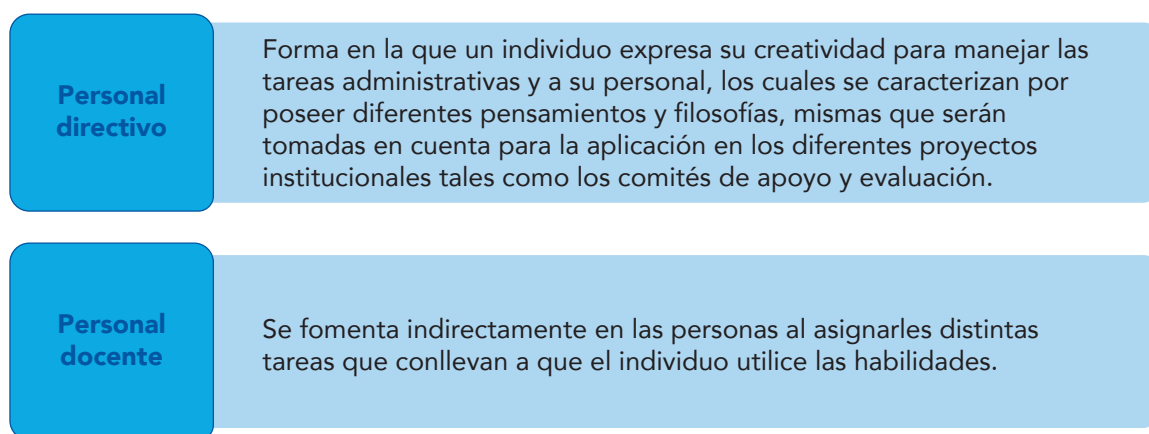 Personal
directivo
Forma en la que un individuo expresa su creatividad para manejar las
tareas administrativas y a su personal, los cuales se caracterizan por
poseer diferentes pensamientos y filosofías, mismas que serán
tomadas en cuenta para la aplicación en los diferentes proyectos
institucionales tales como los comités de apoyo y evaluación.
Personal
docente
Se fomenta indirectamente en las personas al asignarles distintas
tareas que conllevan a que el individuo utilice las habilidades.